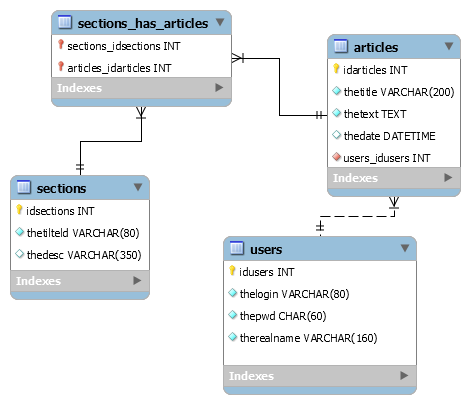 sections_has_articles
sections_idsections INT
articles_idarticles INT
Indexes
articles
idarticles INT
thetitle VARCHAR(200)
thetext TEXT
thedate DATETIME
users_idusers INT
Indexes
sections
idsections INT
thetilteld VARCHAR(80)
thedesc VARCHAR(350)
Indexes
users
idusers INT
thelogin VARCHAR(80)
thepwd CHAR(60)
therealname VARCHAR(160)
Indexes